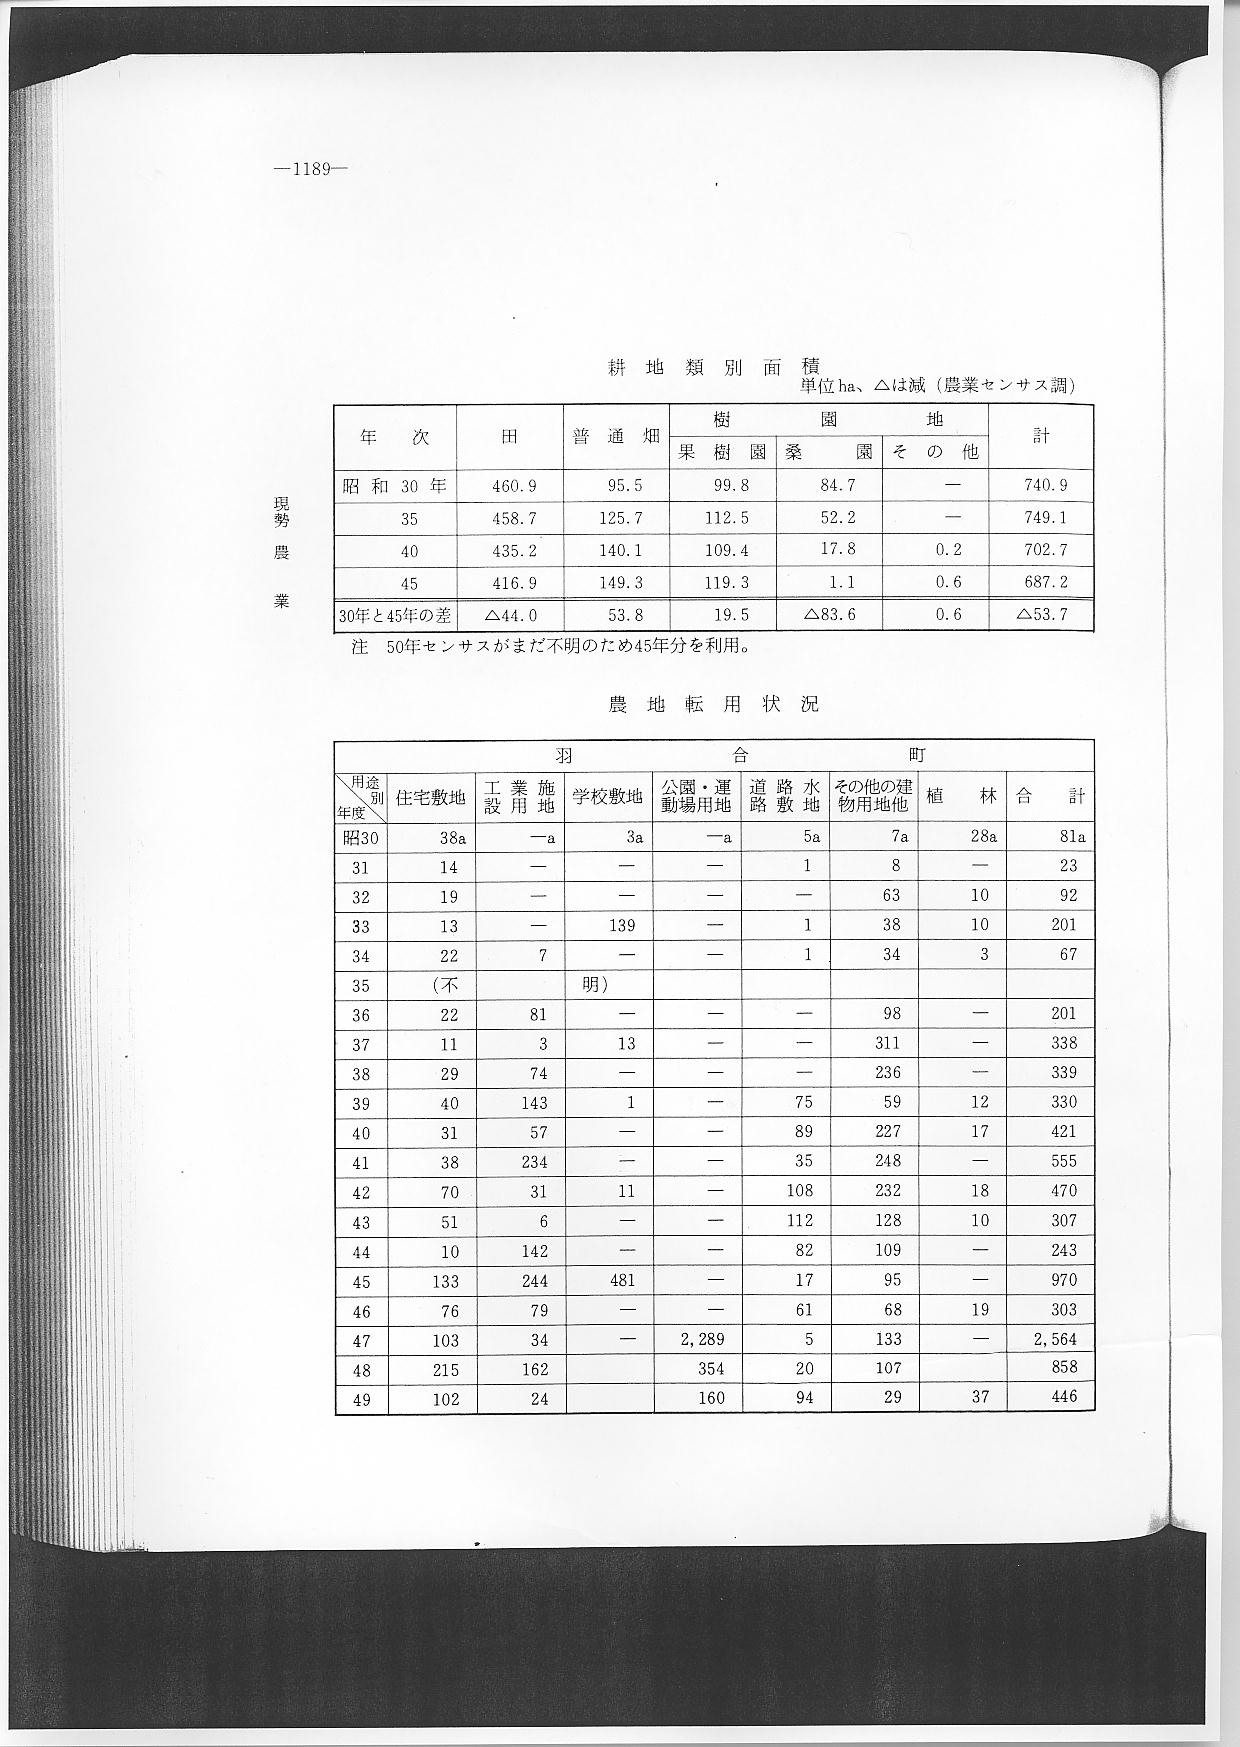 —1189—
現勢 農業
耕地類別面積
単位ha、△は減（農業センサス調）
年次 田 普通畑 樹園地 計
果樹園 桑園 その他
昭和30年 460.9 95.5 99.8 84.7 — 740.9
35 458.7 125.7 112.5 52.2 — 749.1
40 435.2 140.1 109.4 17.8 0.2 702.7
45 416.9 149.3 119.3 1.1 0.6 687.2
30年と45年の差 △44.0 53.8 19.5 △83.6 0.6 △53.7
注 50年センサスがまだ不明のため45年分を利用。
農地転用状況
羽合町
用途別 年度 住宅敷地 工業施設用地 学校敷地 公園・運動場用地 道路水路敷地 その他の建物用地他 植林 合計
昭30 38a —a 3a —a 5a 7a 28a 81a
31 14 — — — 1 8 — 23
32 19 — — — — 63 10 92
33 13 — 139 — 1 38 10 201
34 22 7 — — 1 34 3 67
35 （不明）
36 22 81 — — — 98 — 201
37 11 3 13 — — 311 — 338
38 29 74 — — — 236 — 339
39 40 143 1 — 75 59 12 330
40 31 57 — — 89 227 17 421
41 38 234 — — 35 248 — 555
42 70 31 11 — 108 232 18 470
43 51 6 — — 112 128 10 307
44 10 142 — — 82 109 — 243
45 133 244 481 — 17 95 — 970
46 76 79 — — 61 68 19 303
47 103 34 — 2,289 5 133 — 2,564
48 215 162 354 20 107 858
49 102 24 160 94 29 37 446